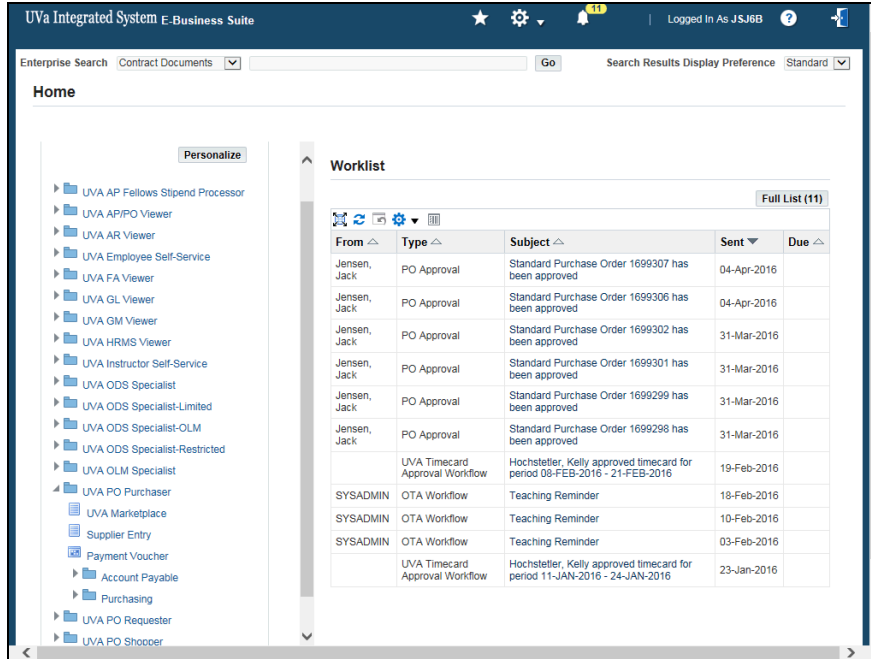 UVa Integrated System E-Business Suite
11
Logged In As JSJ6B
?
Enterprise Search Contract Documents Go Search Results Display Preference Standard
Home
Personalize
UVA AP Fellows Stipend Processor
UVA AP/PO Viewer
UVA AR Viewer
UVA Employee Self-Service
UVA FA Viewer
UVA GL Viewer
UVA GM Viewer
UVA HRMS Viewer
UVA Instructor Self-Service
UVA ODS Specialist
UVA ODS Specialist-Limited
UVA ODS Specialist-OLM
UVA ODS Specialist-Restricted
UVA OLM Specialist
UVA PO Purchaser
UVA Marketplace
Supplier Entry
Payment Voucher
Account Payable
Purchasing
UVA PO Requester
UVA PO Shopper
Worklist
Full List (11)
From Type Subject Sent Due
Jensen, Jack PO Approval Standard Purchase Order 1699307 has been approved 04-Apr-2016
Jensen, Jack PO Approval Standard Purchase Order 1699306 has been approved 04-Apr-2016
Jensen, Jack PO Approval Standard Purchase Order 1699302 has been approved 31-Mar-2016
Jensen, Jack PO Approval Standard Purchase Order 1699301 has been approved 31-Mar-2016
Jensen, Jack PO Approval Standard Purchase Order 1699299 has been approved 31-Mar-2016
Jensen, Jack PO Approval Standard Purchase Order 1699298 has been approved 31-Mar-2016
UVA Timecard Approval Workflow Hochstetler, Kelly approved timecard for period 08-FEB-2016 - 21-FEB-2016 19-Feb-2016
SYSADMIN OTA Workflow Teaching Reminder 18-Feb-2016
SYSADMIN OTA Workflow Teaching Reminder 10-Feb-2016
SYSADMIN OTA Workflow Teaching Reminder 03-Feb-2016
UVA Timecard Approval Workflow Hochstetler, Kelly approved timecard for period 11-JAN-2016 - 24-JAN-2016 23-Jan-2016